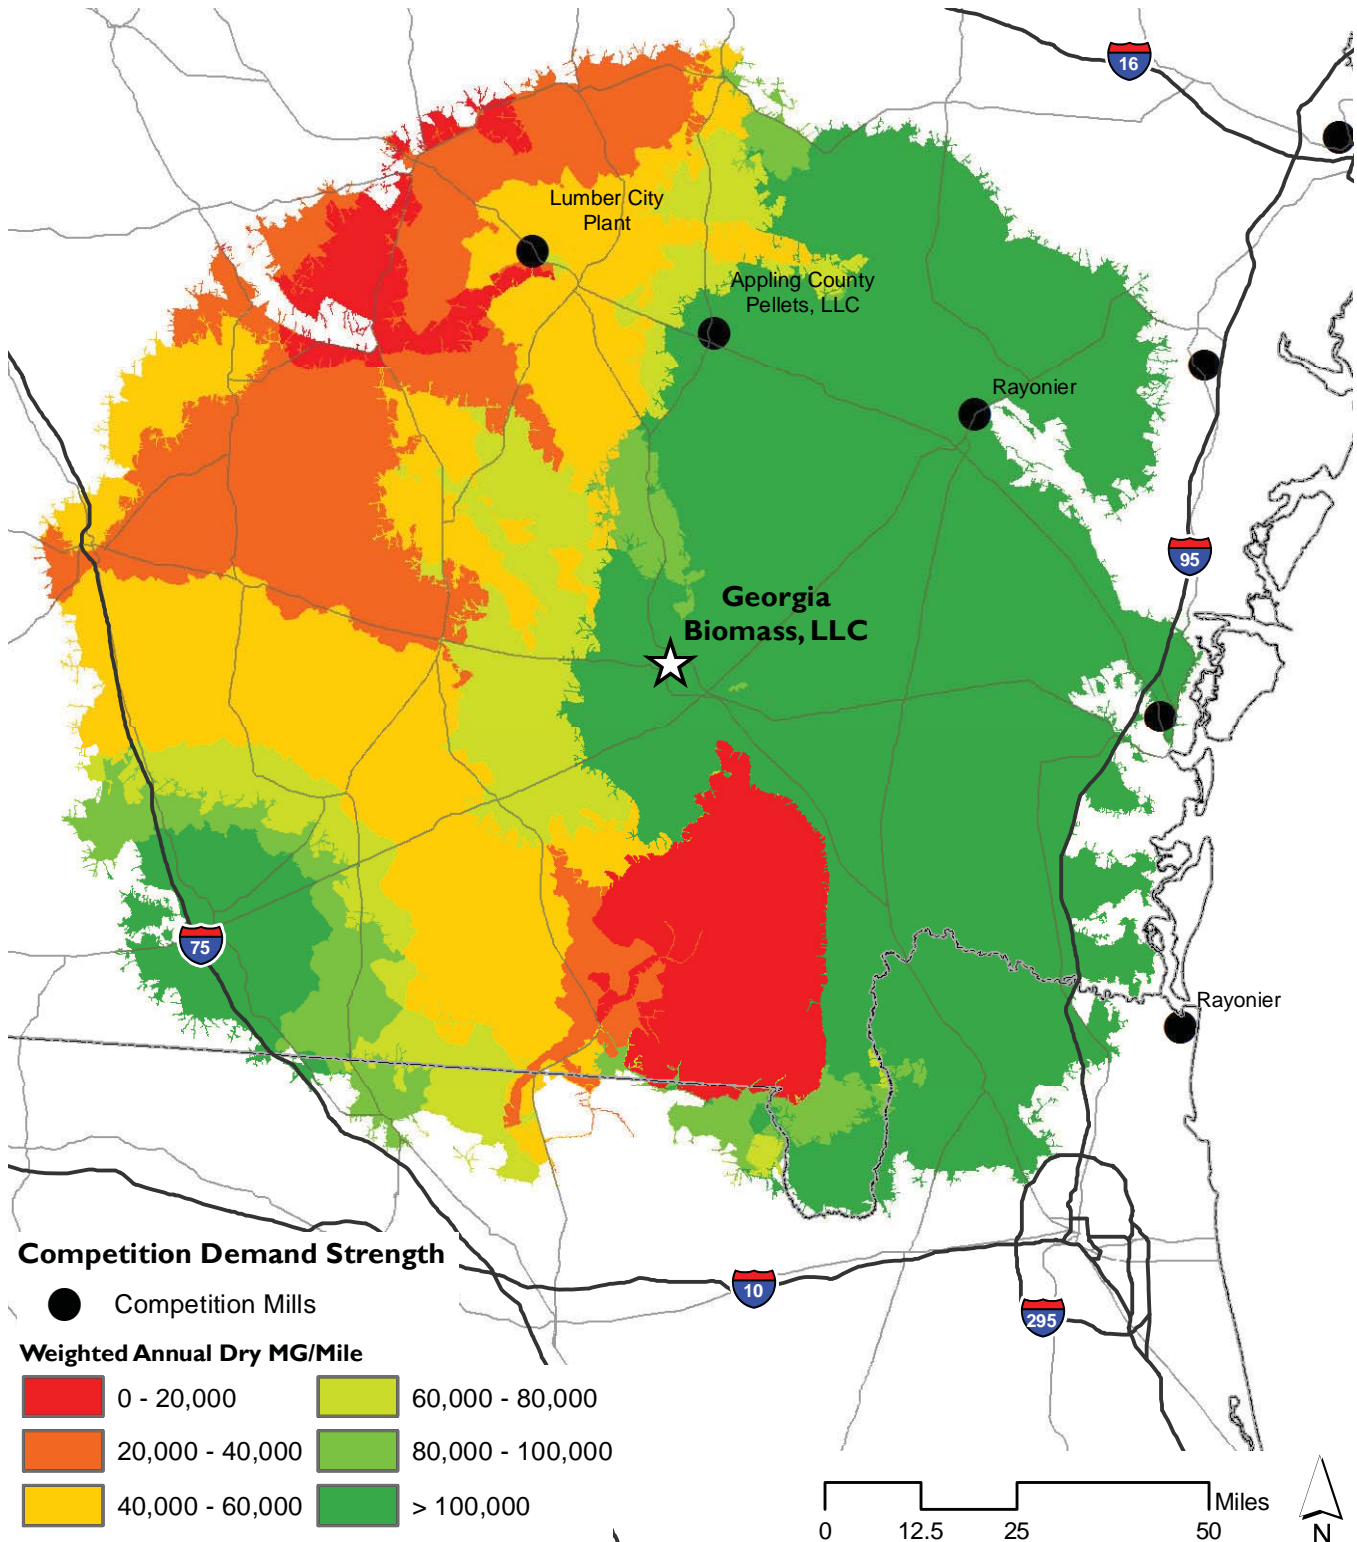 16
Lumber City
Plant
Appling County
Pellets, LLC
Rayonier
95
Georgia
Biomass, LLC
75
Rayonier
Competition Demand Strength
Competition Mills
10
295
Weighted Annual Dry MG/Mile
0 - 20,000
60,000 - 80,000
20,000 - 40,000
80,000 - 100,000
40,000 - 60,000
> 100,000
Miles
0 12.5 25 50
N